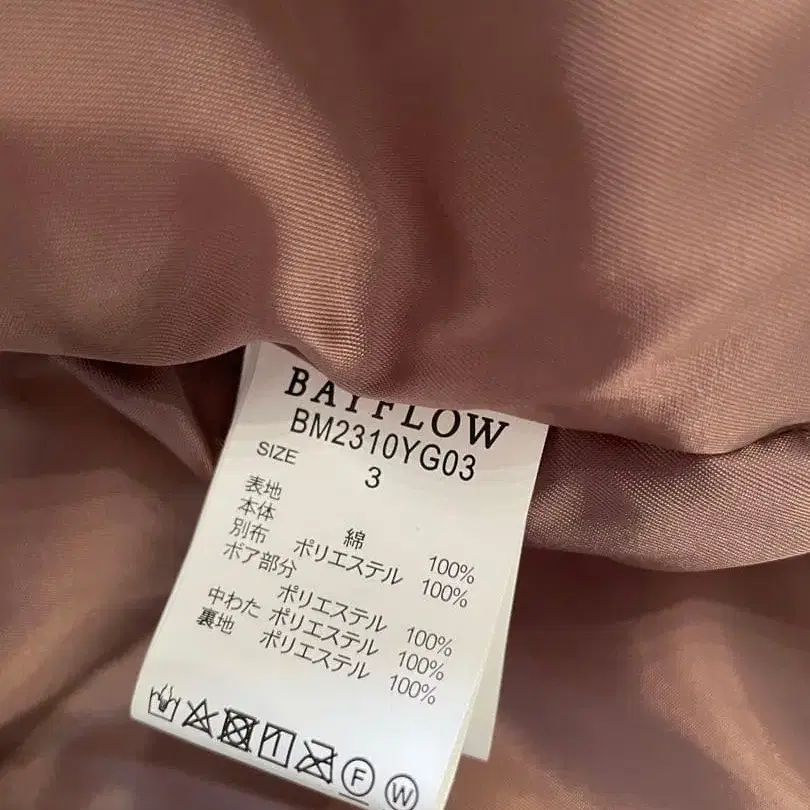 BAYFLOW
BM2310YG03
SIZE 3
表地
本体 綿 100%
別布 ポリエステル 100%
ボア部分
ポリエステル 100%
中わた ポリエステル 100%
裏地 ポリエステル 100%
F W